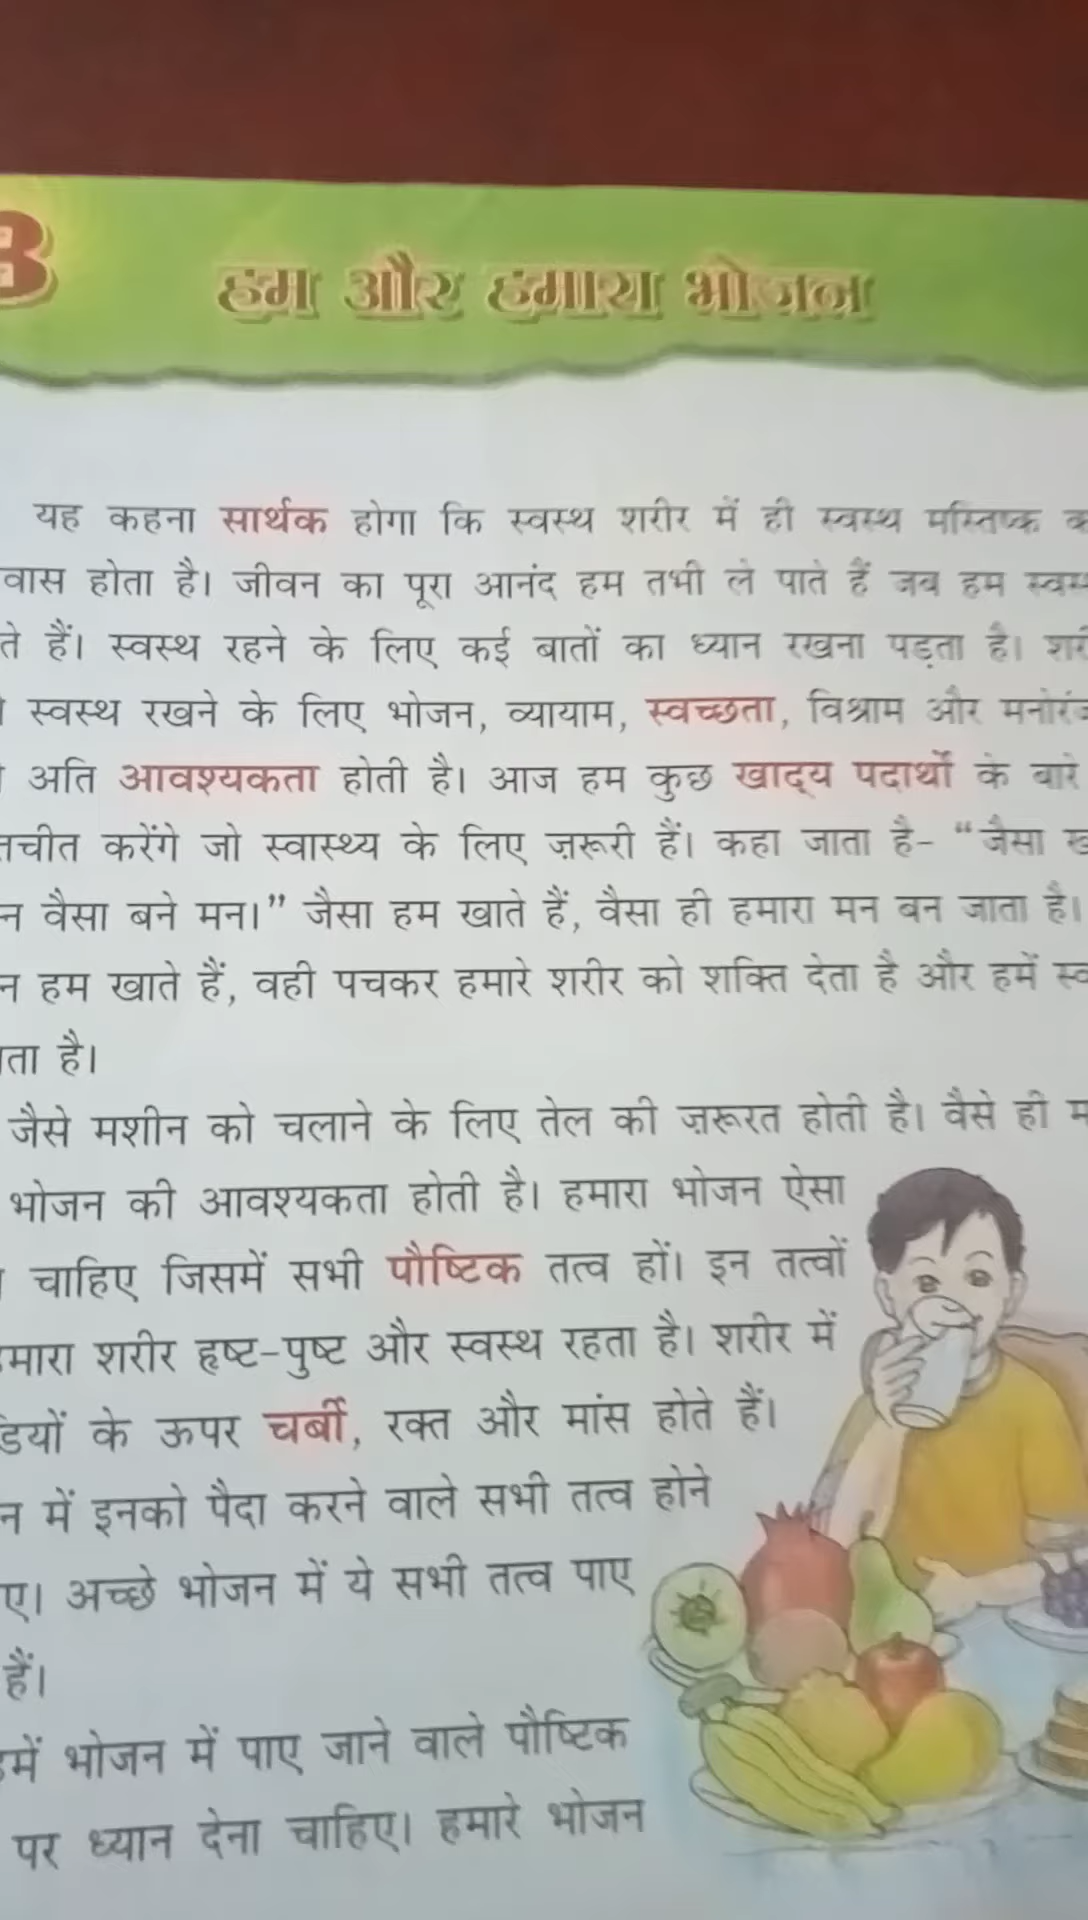 3
हम और हमारा भोजन
यह कहना सार्थक होगा कि स्वस्थ शरीर में ही स्वस्थ मस्तिष्क
वास होता है। जीवन का पूरा आनंद हम तभी ले पाते हैं जब हम
ते हैं। स्वस्थ रहने के लिए कई बातों का ध्यान रखना पड़ता है।
स्वस्थ रखने के लिए भोजन, व्यायाम, स्वच्छता, विश्राम और
अति आवश्यकता होती है। आज हम कुछ खाद्य पदार्थों के बारे
तचीत करेंगे जो स्वास्थ्य के लिए ज़रूरी हैं। कहा जाता है- “जैसा
न वैसा बने मन।” जैसा हम खाते हैं, वैसा ही हमारा मन बन जाता है।
न हम खाते हैं, वही पचकर हमारे शरीर को शक्ति देता है और हमें
ता है।
जैसे मशीन को चलाने के लिए तेल की ज़रूरत होती है। वैसे ही
भोजन की आवश्यकता होती है। हमारा भोजन ऐसा
चाहिए जिसमें सभी पौष्टिक तत्व हों। इन तत्वों
मारा शरीर हृष्ट-पुष्ट और स्वस्थ रहता है। शरीर में
डियों के ऊपर चर्बी, रक्त और मांस होते हैं।
न में इनको पैदा करने वाले सभी तत्व होने
ए। अच्छे भोजन में ये सभी तत्व पाए
हैं।
में भोजन में पाए जाने वाले पौष्टिक
पर ध्यान देना चाहिए। हमारे भोजन